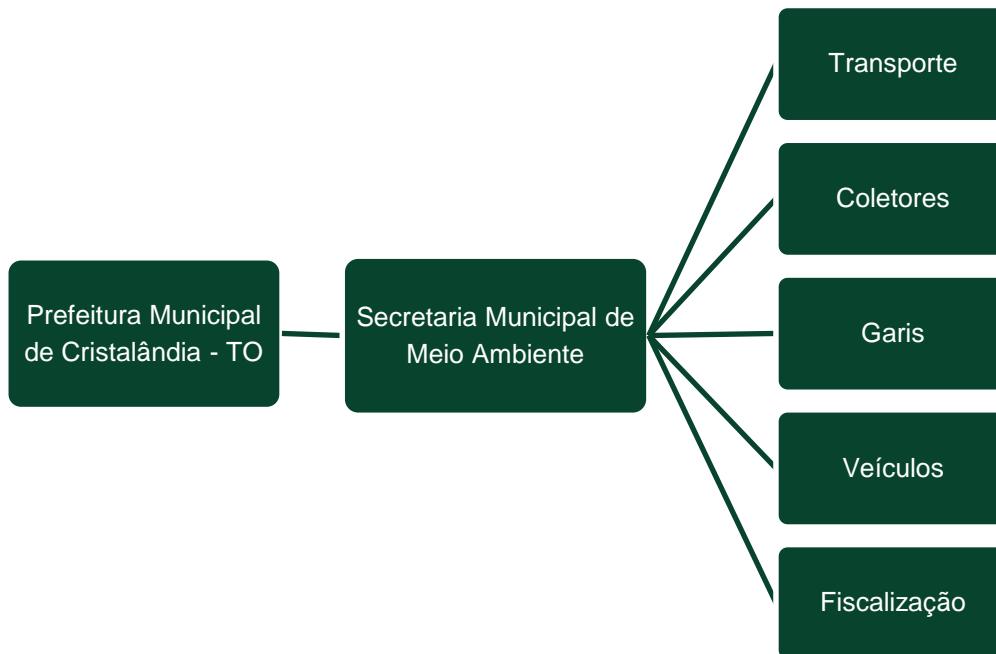 Prefeitura Municipal
de Cristalândia - TO
Secretaria Municipal de
Meio Ambiente
Transporte
Coletores
Garis
Veículos
Fiscalização